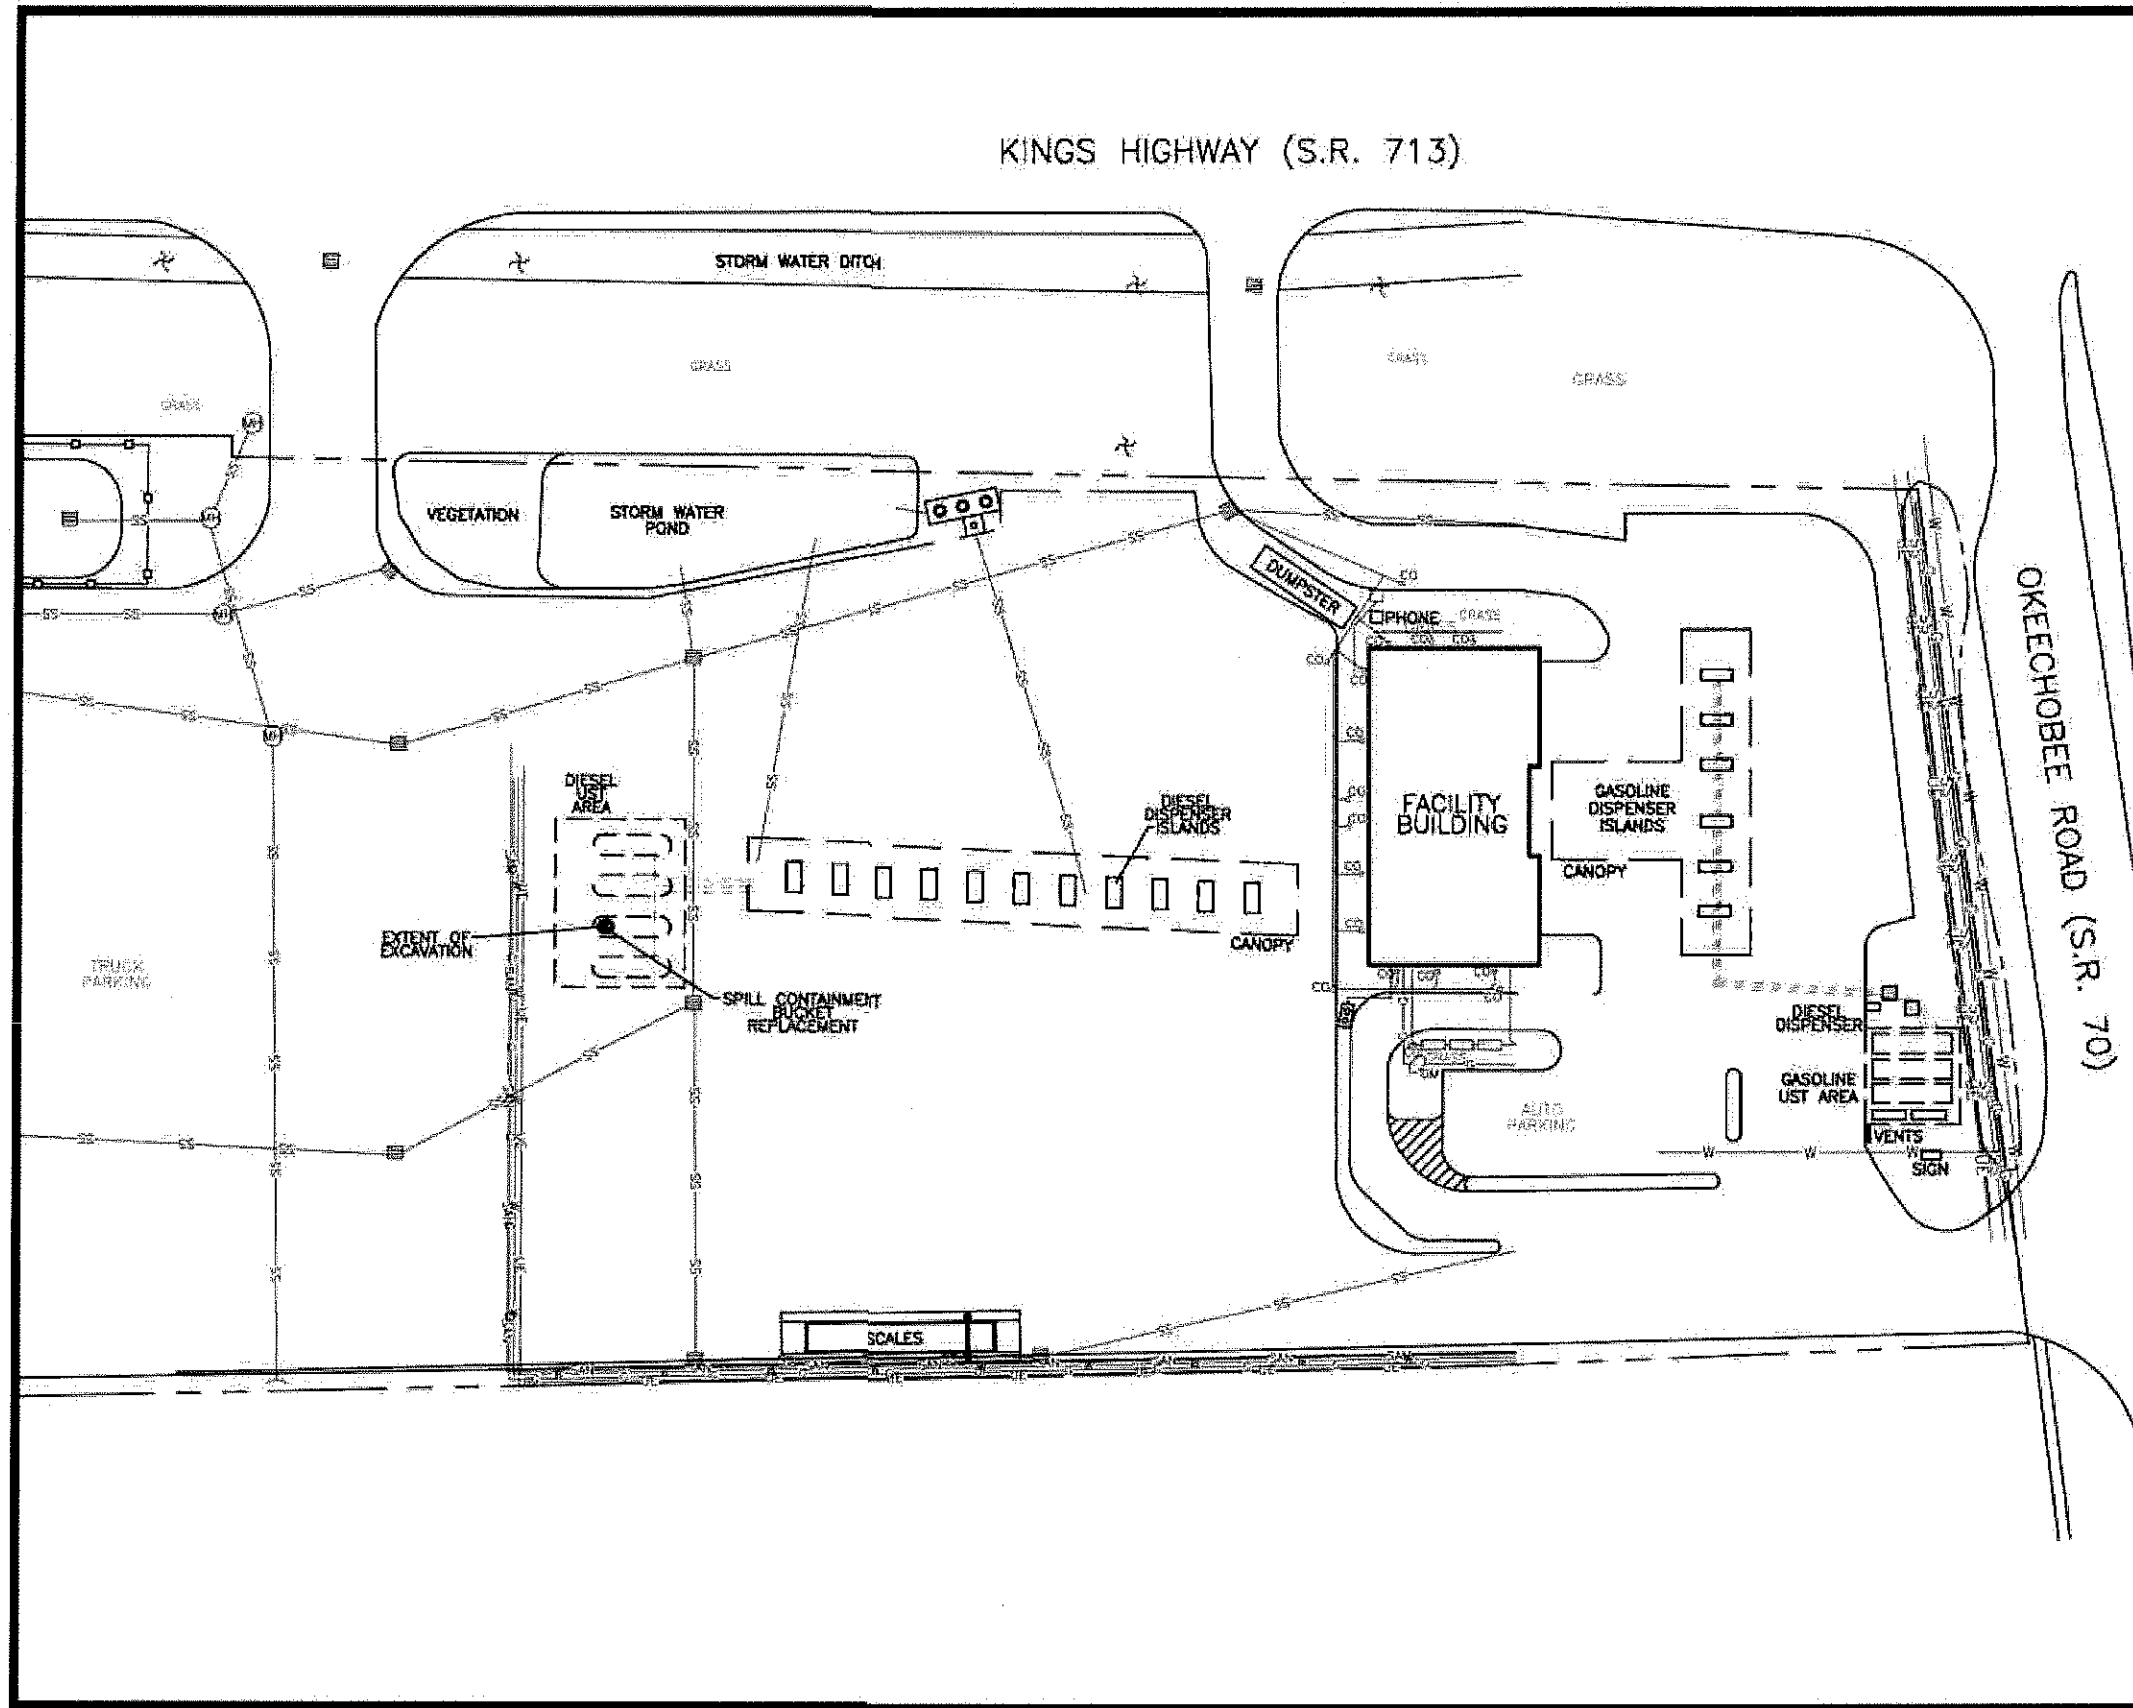 KINGS HIGHWAY (S.R. 713)
STORM WATER DITCH
GRASS
GRASS
GRASS
GRASS
VEGETATION
STORM WATER
POND
DUMPSTER
PHONE
GRASS
OKEECHOBEE ROAD (S.R. 70)
DIESEL
UST
AREA
DIESEL
DISPENSER
ISLANDS
FACILITY
BUILDING
GASOLINE
DISPENSER
ISLANDS
CANOPY
EXTENT OF
EXCAVATION
CANOPY
TRUCK
PARKING
SPILL CONTAINMENT
BUCKET
REPLACEMENT
DIESEL
DISPENSER
GASOLINE
UST AREA
AUTO
PARKING
VENTS
SIGN
SCALES